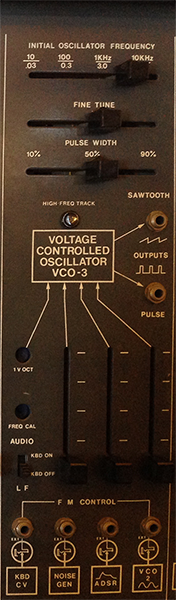 INITIAL OSCILLATOR FREQUENCY
10 100 1KHz 10KHz
.03 0.3 3.0
FINE TUNE
PULSE WIDTH
10% 50% 90%
SAWTOOTH
HIGH-FREQ TRACK
VOLTAGE
CONTROLLED
OSCILLATOR
VCO-3
OUTPUTS
PULSE
1 V OCT
FREQ CAL
AUDIO
KBD ON
KBD OFF
LF
F M CONTROL
KBD
CV
NOISE
GEN
ADSR
VCO
2